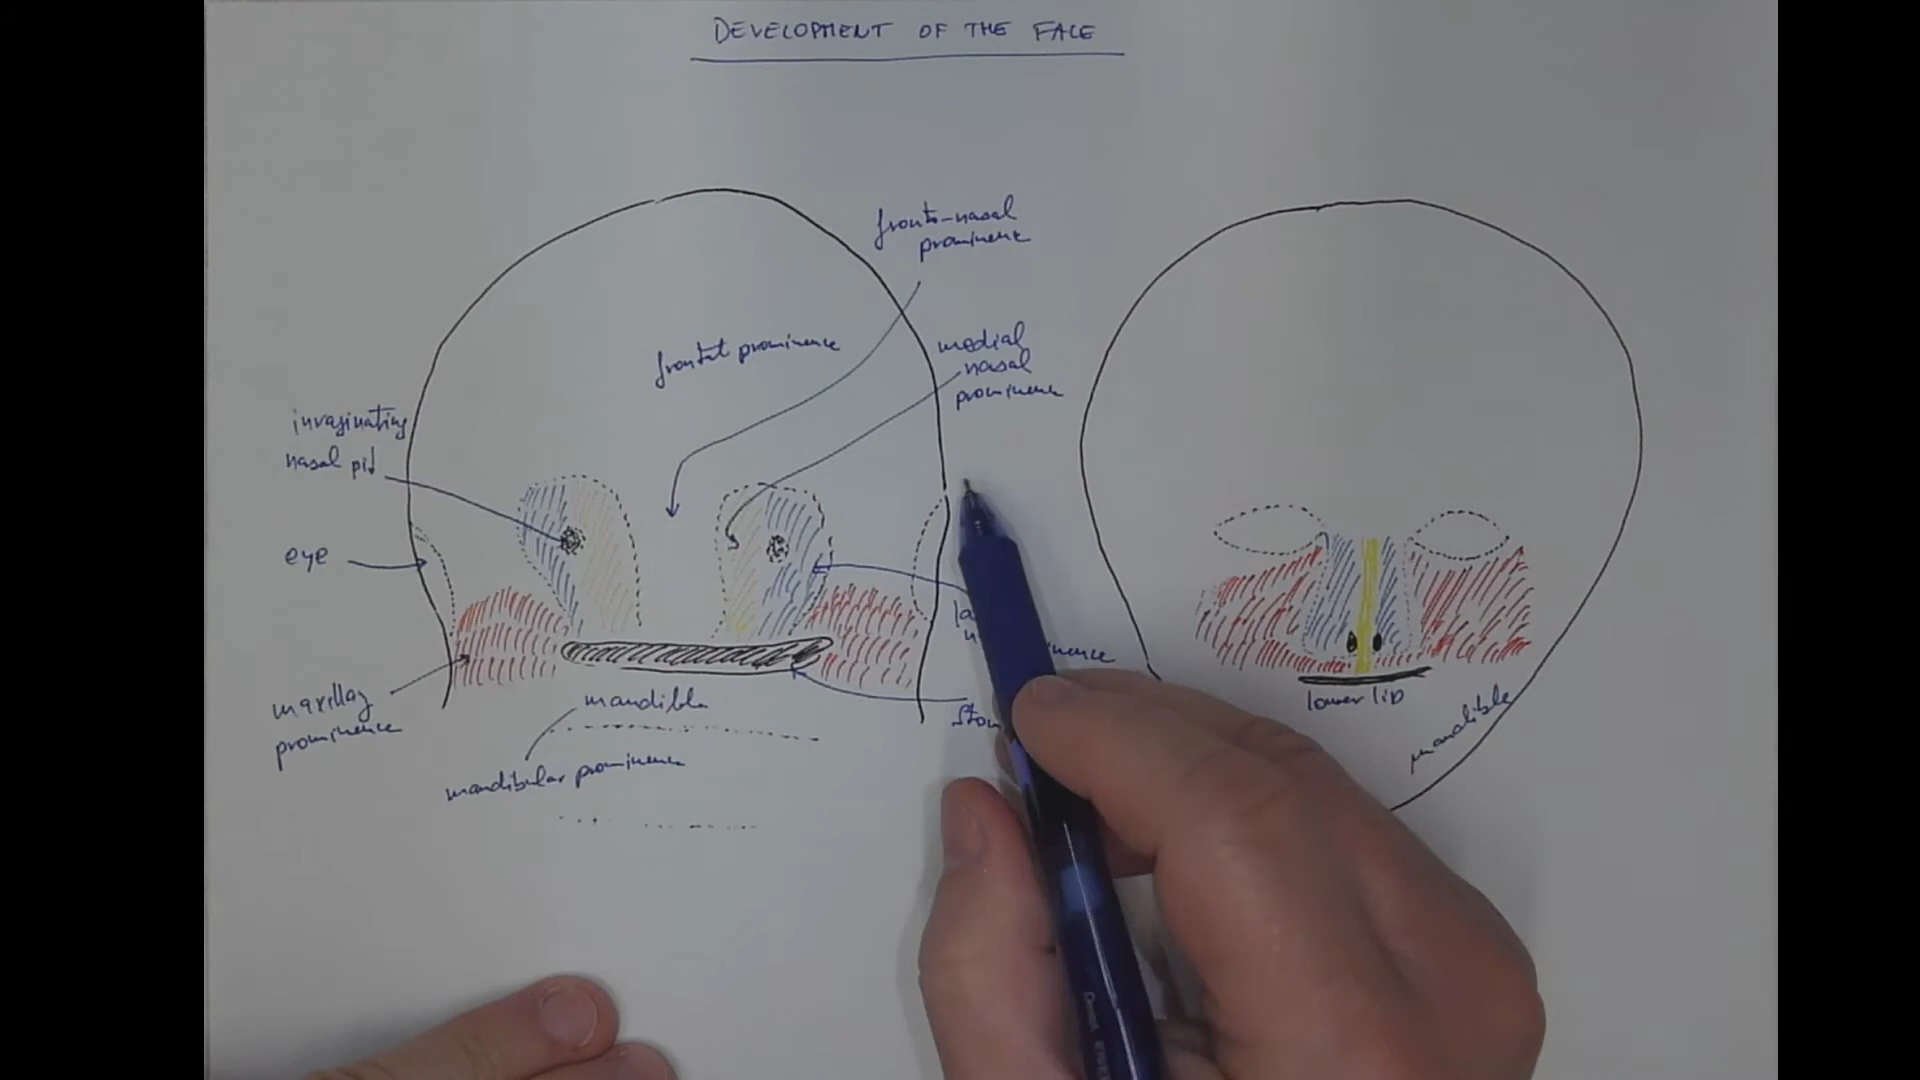 DEVELOPMENT OF THE FACE
fronto-nasal
prominence
frontal prominence
medial
nasal
prominence
invaginating
nasal pit
eye
maxillay
prominence
mandible
mandibular prominence
lower lip
mandible